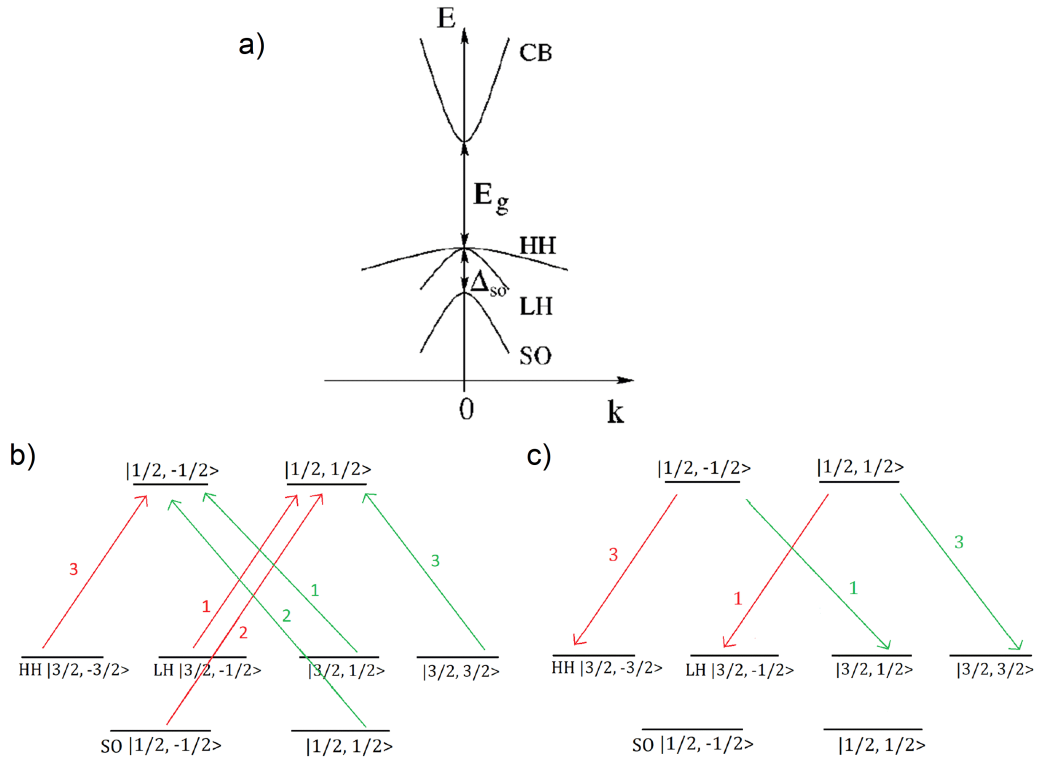 a)
E
CB
E_g
HH
Δ_so
LH
SO
0
k
b)
|1/2, -1/2>
|1/2, 1/2>
3
1
2
1
2
3
HH |3/2, -3/2>
LH |3/2, -1/2>
|3/2, 1/2>
|3/2, 3/2>
SO |1/2, -1/2>
|1/2, 1/2>
c)
|1/2, -1/2>
|1/2, 1/2>
3
1
1
3
HH |3/2, -3/2>
LH |3/2, -1/2>
|3/2, 1/2>
|3/2, 3/2>
SO |1/2, -1/2>
|1/2, 1/2>